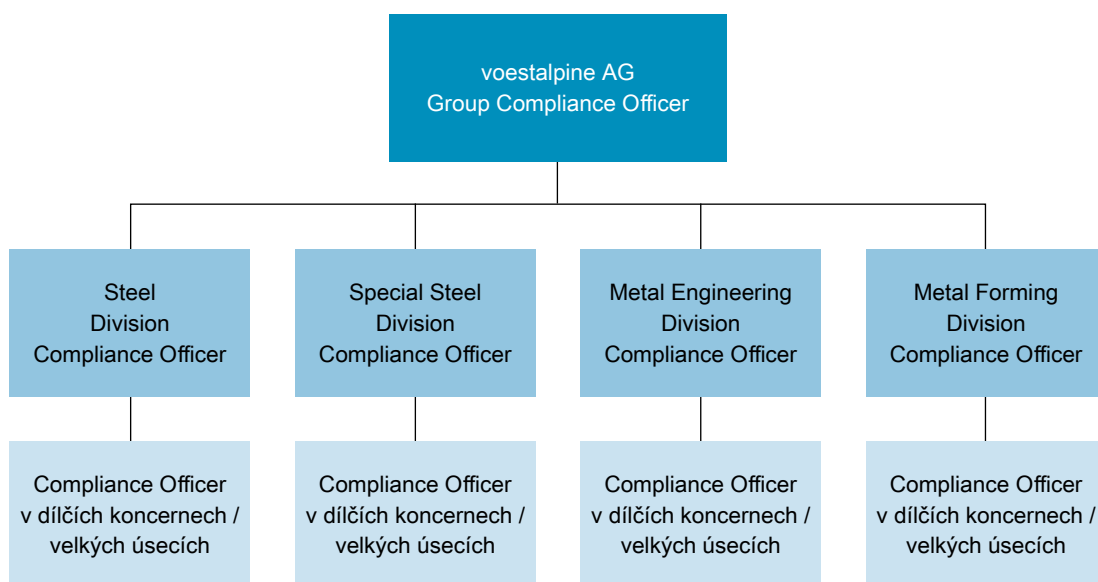 voestalpine AG
Group Compliance Officer
Steel
Division
Compliance Officer
Special Steel
Division
Compliance Officer
Metal Engineering
Division
Compliance Officer
Metal Forming
Division
Compliance Officer
Compliance Officer
v dílčích koncernech /
velkých úsecích
Compliance Officer
v dílčích koncernech /
velkých úsecích
Compliance Officer
v dílčích koncernech /
velkých úsecích
Compliance Officer
v dílčích koncernech /
velkých úsecích